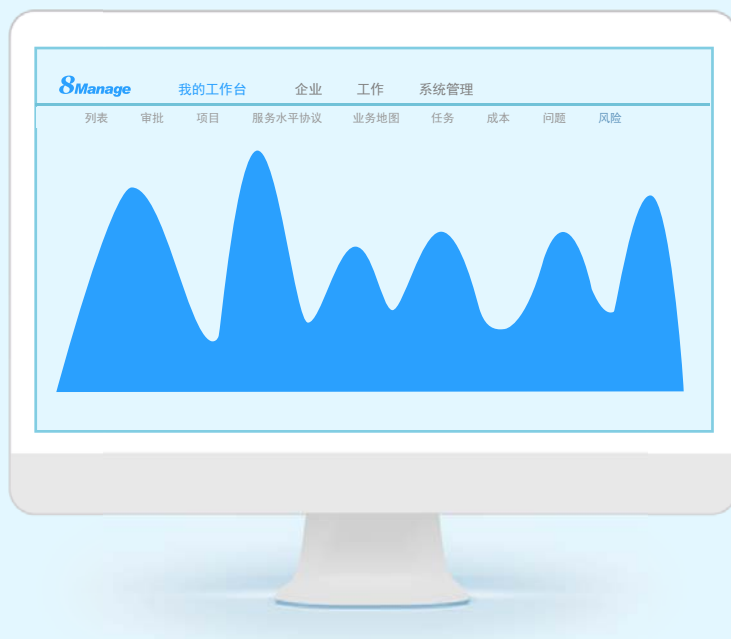 8Manage 我的工作台 企业 工作 系统管理
列表 审批 项目 服务水平协议 业务地图 任务 成本 问题 风险